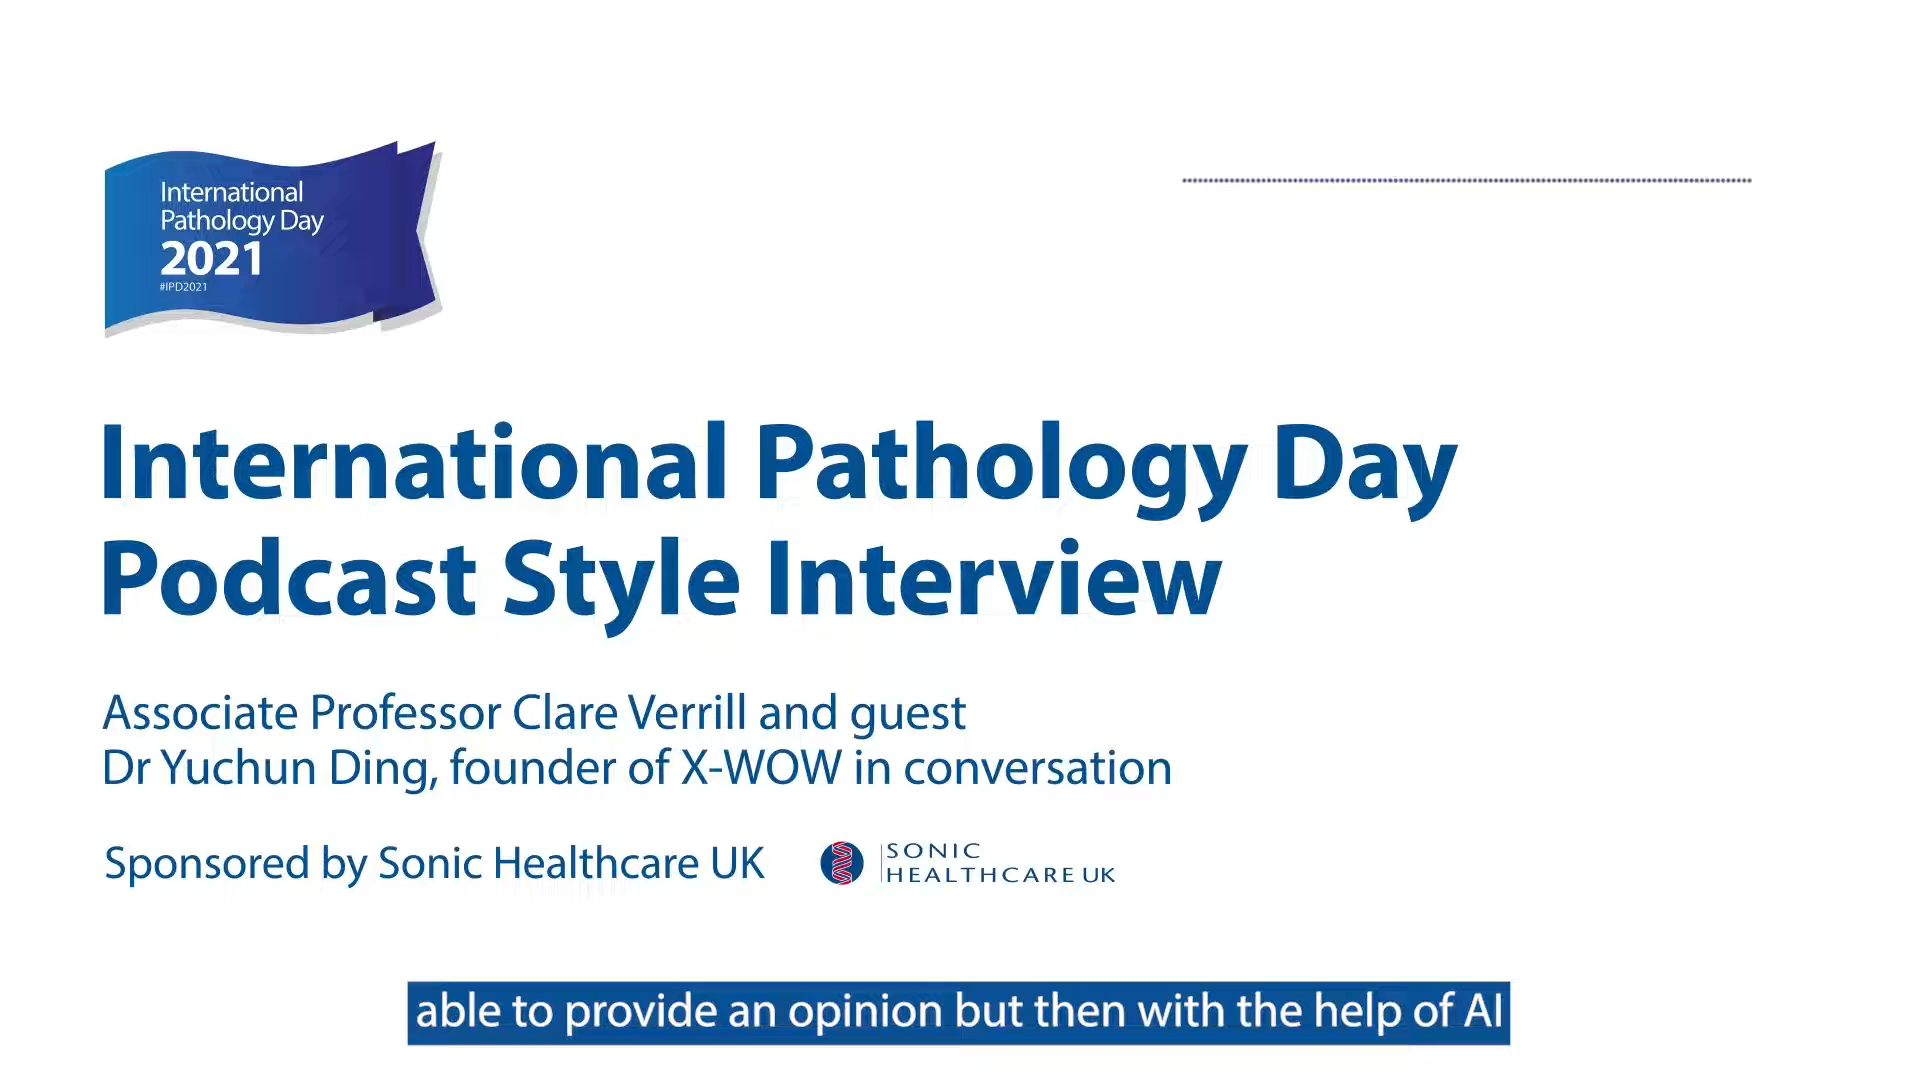 International
Pathology Day
2021
#IPD2021
International Pathology Day
Podcast Style Interview
Associate Professor Clare Verrill and guest
Dr Yuchun Ding, founder of X-WOW in conversation
Sponsored by Sonic Healthcare UK
SONIC
HEALTHCARE UK
able to provide an opinion but then with the help of AI